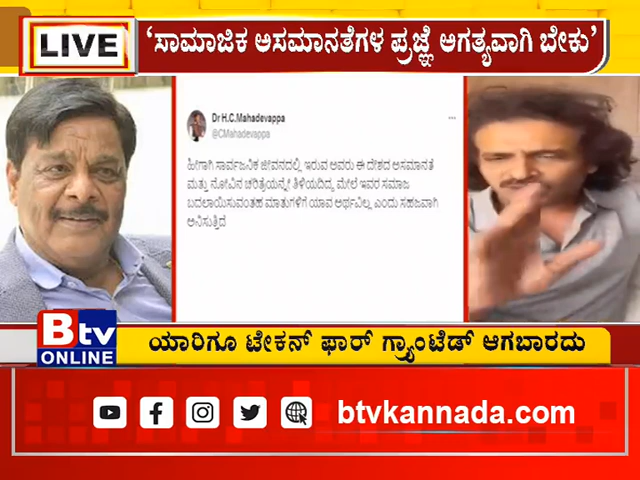 LIVE
‘ಸಾಮಾಜಿಕ ಅಸಮಾನತೆಗಳ ಪ್ರಜ್ಞೆ ಅಗತ್ಯವಾಗಿ ಬೇಕು’
Dr H.C.Mahadevappa
@CMahadevappa
ಹೀಗಾಗಿ ಸಾರ್ವಜನಿಕ ಜೀವನದಲ್ಲಿ ಇರುವ ಅವರು ಈ ದೇಶದ ಅಸಮಾನತೆ
ಮತ್ತು ನೋವಿನ ಚರಿತ್ರೆಯನ್ನೇ ತಿಳಿಯದಿದ್ದ ಮೇಲೆ ಇವರ ಸಮಾಜ
ಬದಲಾಯಿಸುವಂತಹ ಮಾತುಗಳಿಗೆ ಯಾವ ಅರ್ಥವಿಲ್ಲ ಎಂದು ಸಹಜವಾಗಿ
ಅನಿಸುತ್ತಿದೆ
Btv
ONLINE
ಯಾರಿಗೂ ಟೇಕನ್ ಫಾರ್ ಗ್ರ್ಯಾಂಟೆಡ್ ಆಗಬಾರದು
btvkannada.com